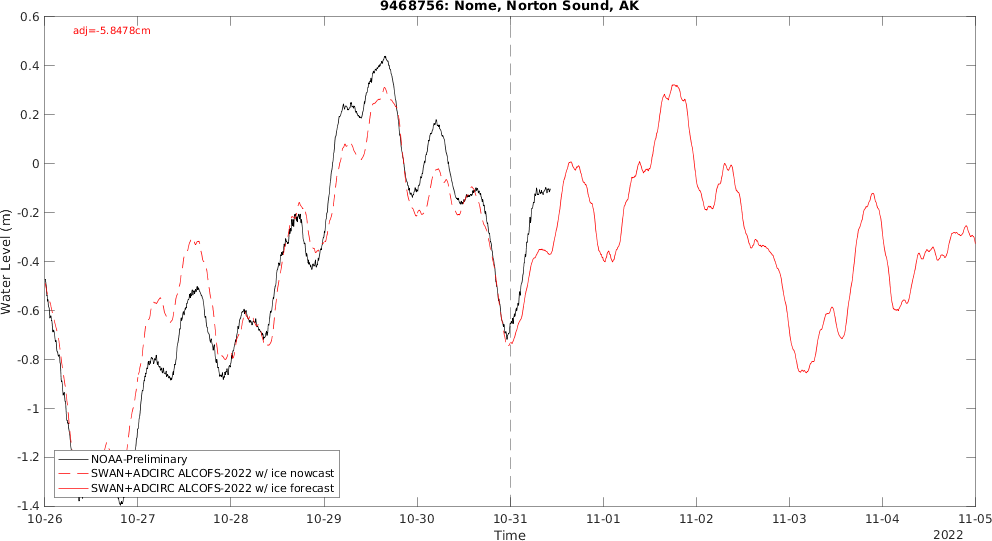 9468756: Nome, Norton Sound, AK
adj=-5.8478cm
0.6
0.4
0.2
0
-0.2
-0.4
-0.6
-0.8
-1
-1.2
-1.4
Water Level (m)
NOAA-Preliminary
SWAN+ADCIRC ALCOFS-2022 w/ ice nowcast
SWAN+ADCIRC ALCOFS-2022 w/ ice forecast
10-26 10-27 10-28 10-29 10-30 10-31 11-01 11-02 11-03 11-04 11-05
Time
2022